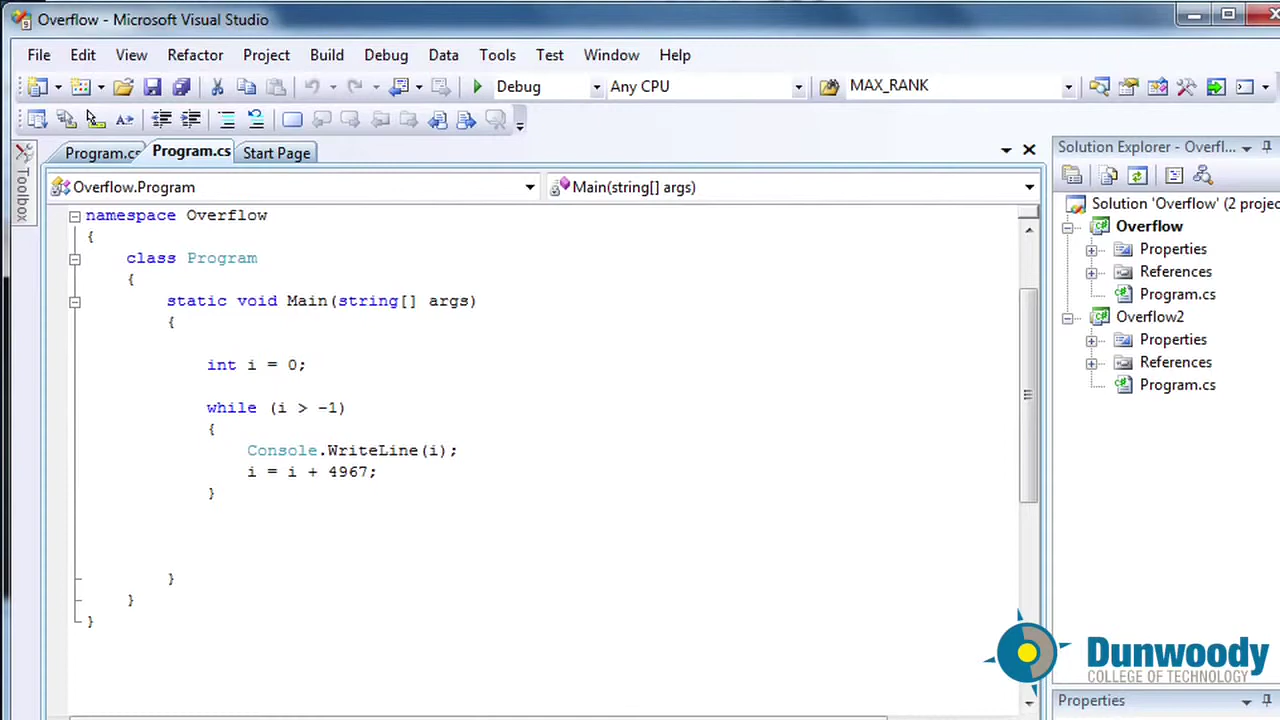 Overflow - Microsoft Visual Studio
File Edit View Refactor Project Build Debug Data Tools Test Window Help
Debug Any CPU MAX_RANK
Program.cs Program.cs Start Page
Toolbox
Overflow.Program Main(string[] args)
namespace Overflow
{
class Program
{
static void Main(string[] args)
{
int i = 0;
while (i > -1)
{
Console.WriteLine(i);
i = i + 4967;
}
}
}
}
Solution Explorer - Overfl...
Solution 'Overflow' (2 projec
Overflow
Properties
References
Program.cs
Overflow2
Properties
References
Program.cs
Dunwoody
COLLEGE OF TECHNOLOGY
Properties